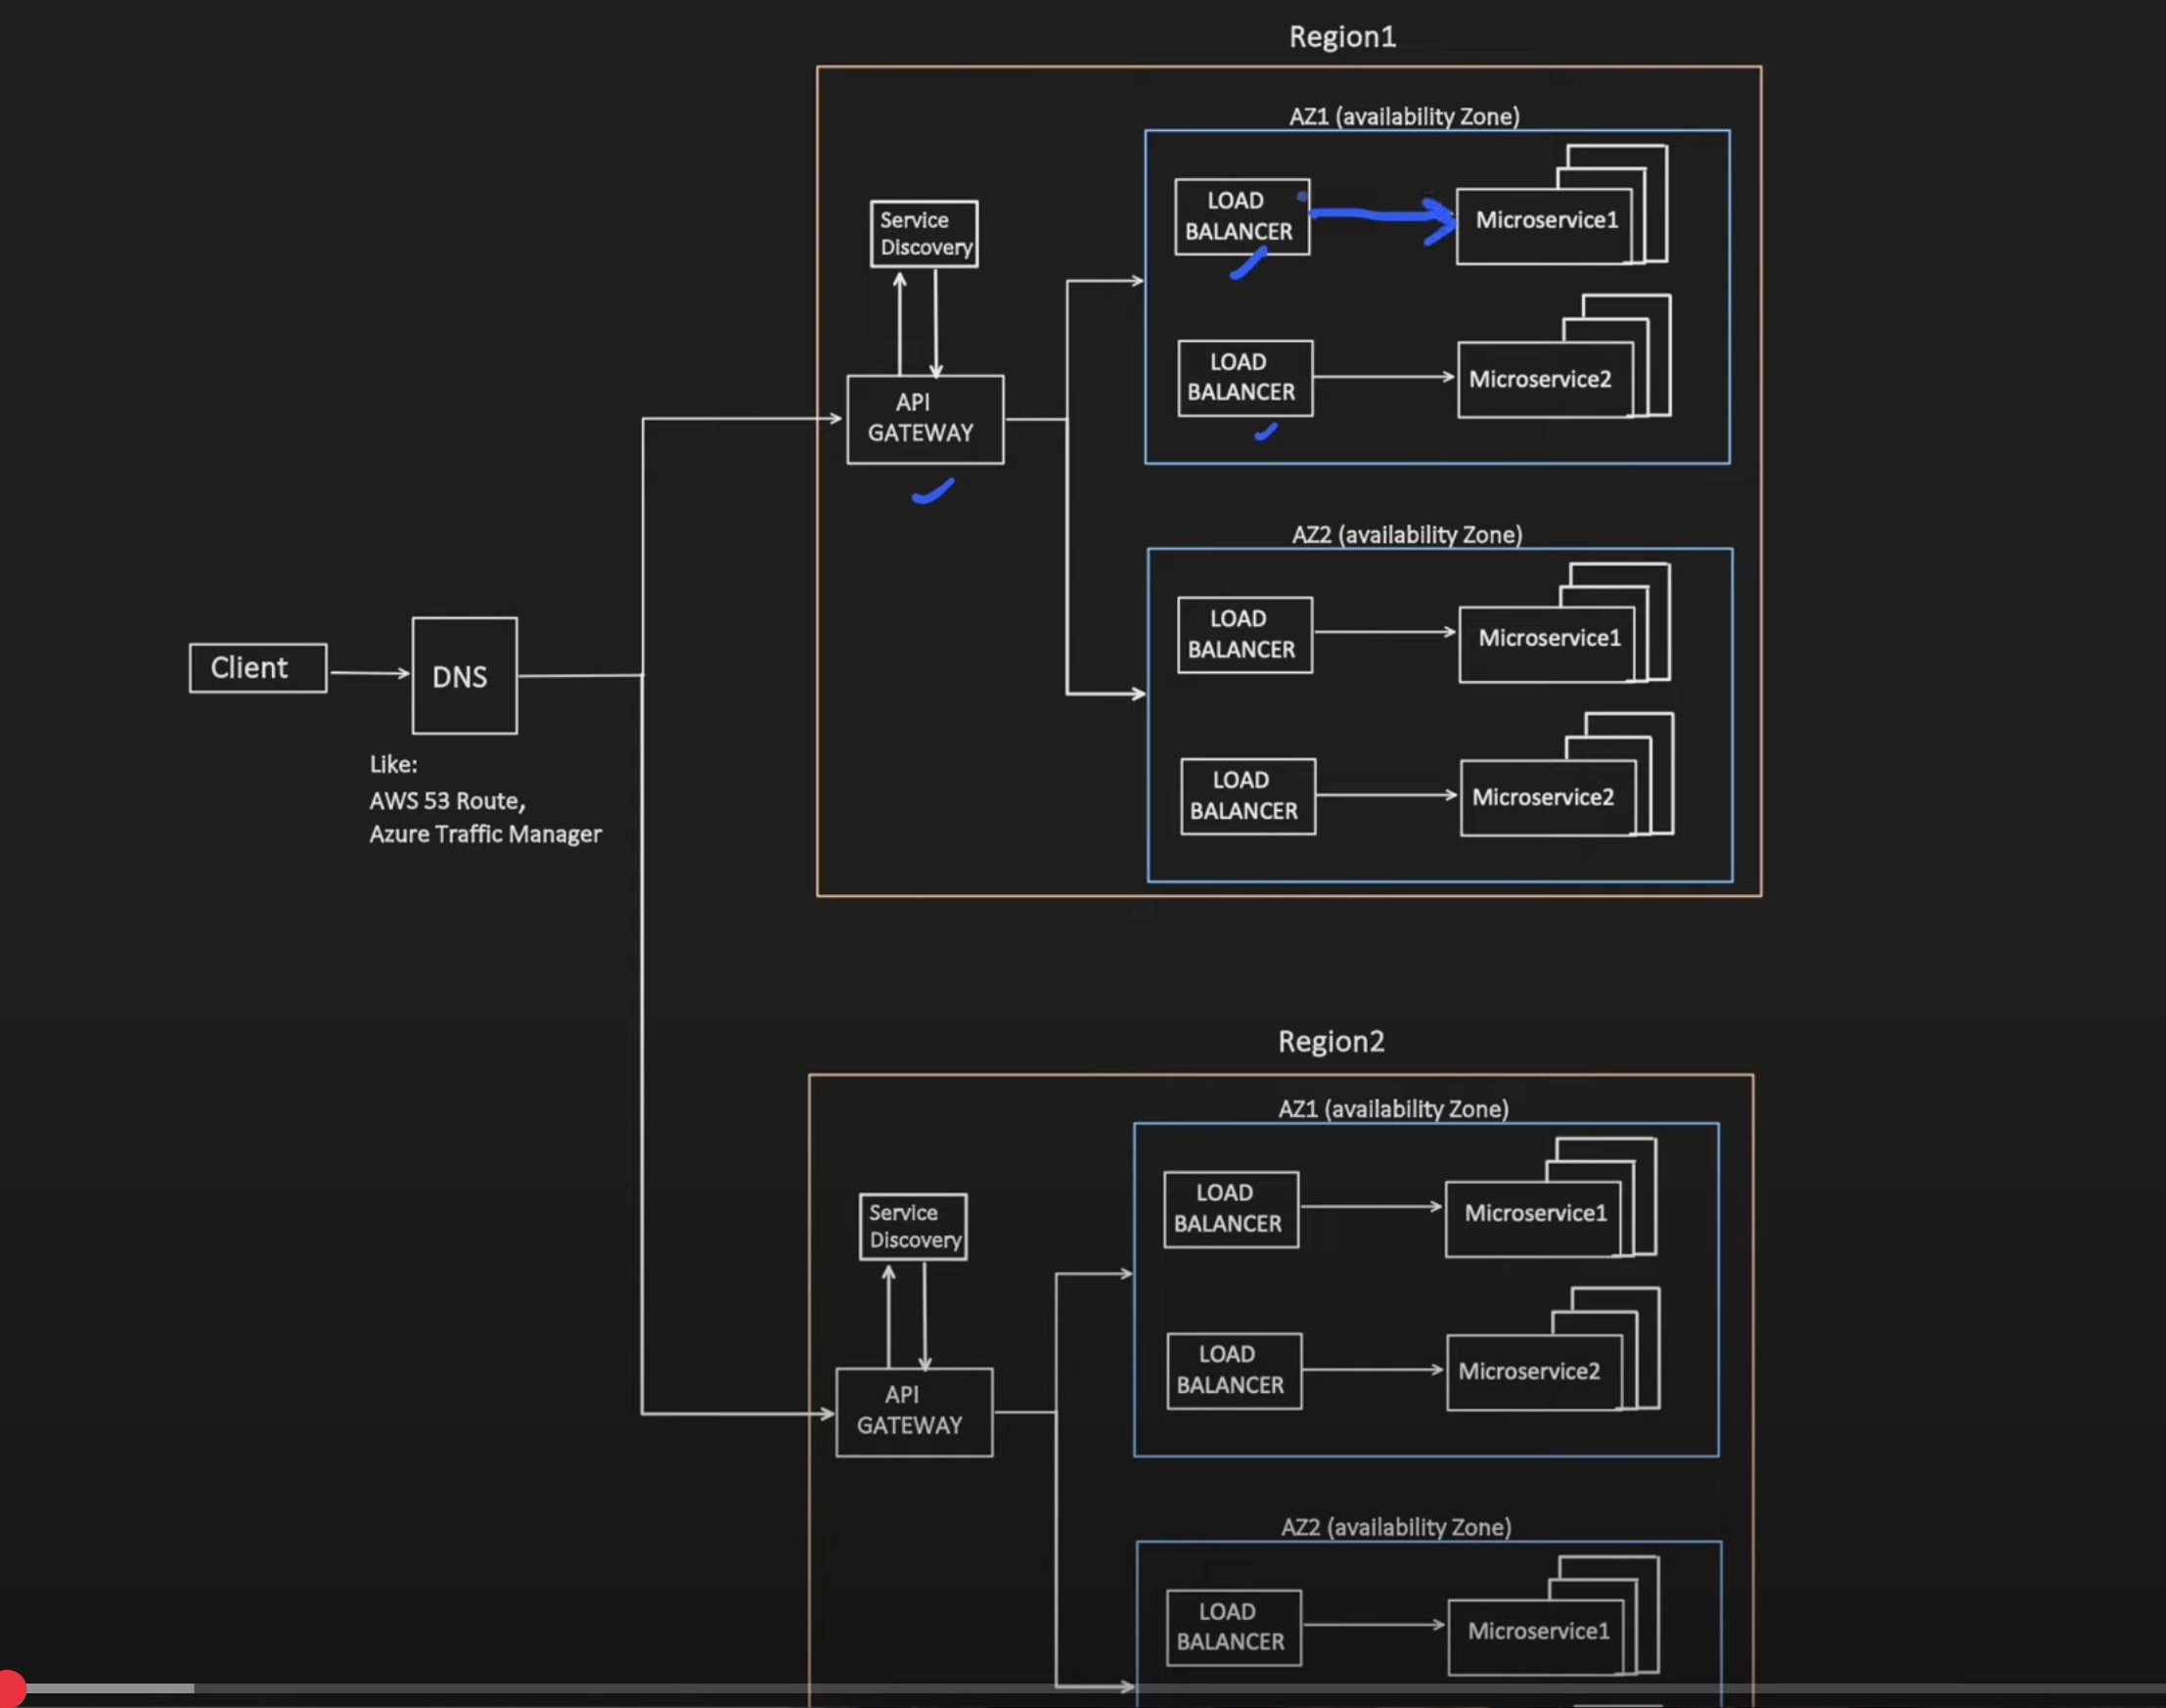 Region1
AZ1 (availability Zone)
LOAD
BALANCER
Microservice1
Service
Discovery
LOAD
BALANCER
Microservice2
API
GATEWAY
AZ2 (availability Zone)
LOAD
BALANCER
Microservice1
Client
DNS
Like:
AWS 53 Route,
Azure Traffic Manager
LOAD
BALANCER
Microservice2
Region2
AZ1 (availability Zone)
LOAD
BALANCER
Microservice1
Service
Discovery
LOAD
BALANCER
Microservice2
API
GATEWAY
AZ2 (availability Zone)
LOAD
BALANCER
Microservice1